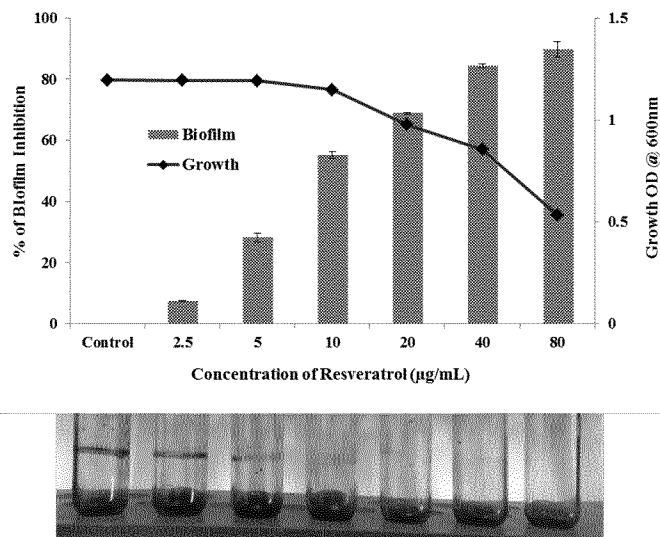 100
80
60
40
20
0
% of BIofilm Inhibition
Biofilm
Growth
1.5
1
0.5
0
Growth OD @ 600nm
Control 2.5 5 10 20 40 80
Concentration of Resveratrol (µg/mL)